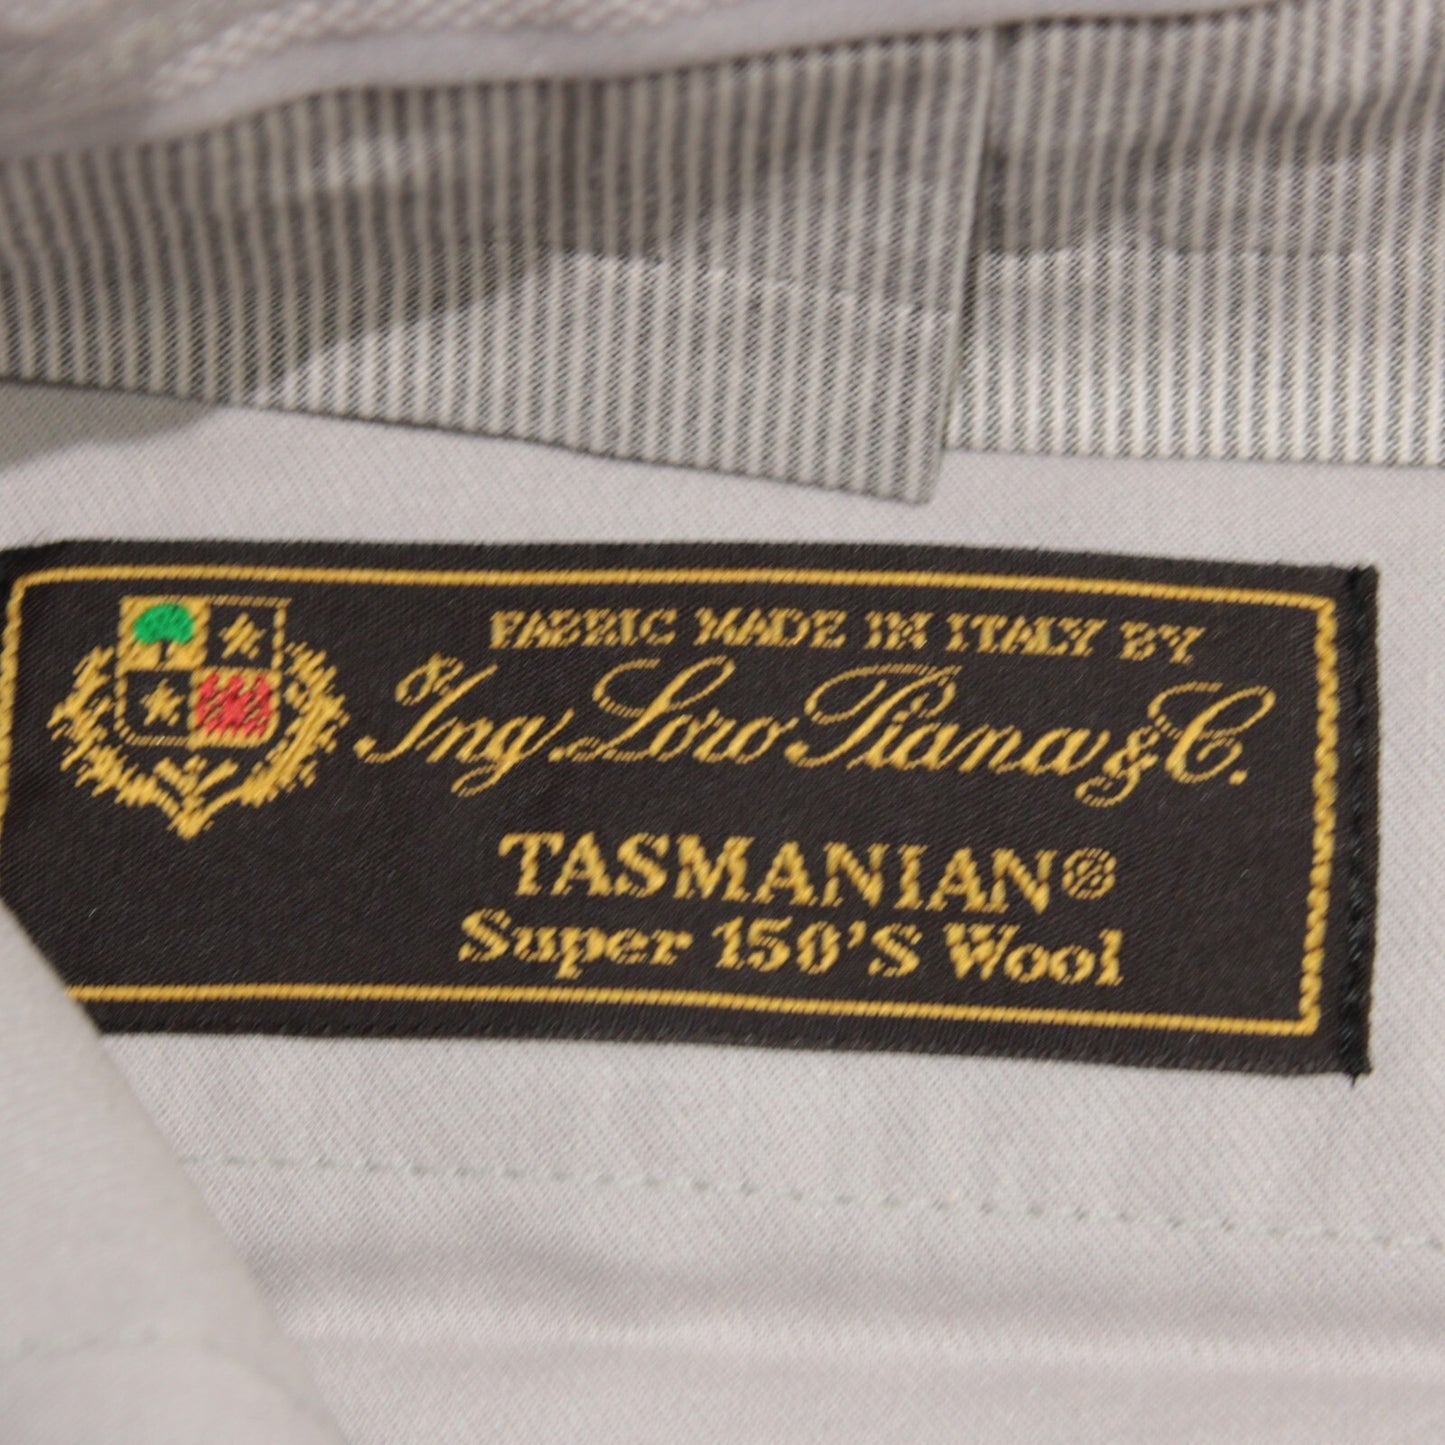 FABRIC MADE IN ITALY BY
Ing. Loro Piana & C.
TASMANIAN®
Super 150'S Wool